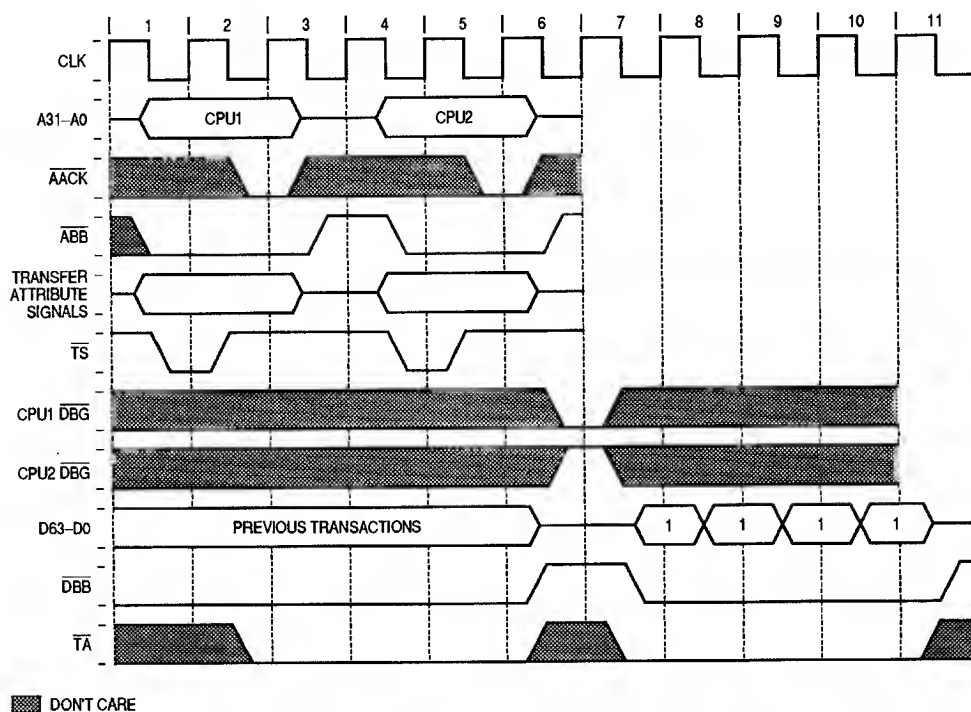 1 2 3 4 5 6 7 8 9 10 11
CLK
A31–A0 CPU1 CPU2
AACK
ABB
TRANSFER
ATTRIBUTE
SIGNALS
TS
CPU1 DBG
CPU2 DBG
D63–D0 PREVIOUS TRANSACTIONS 1 1 1 1
DBB
TA
DON'T CARE